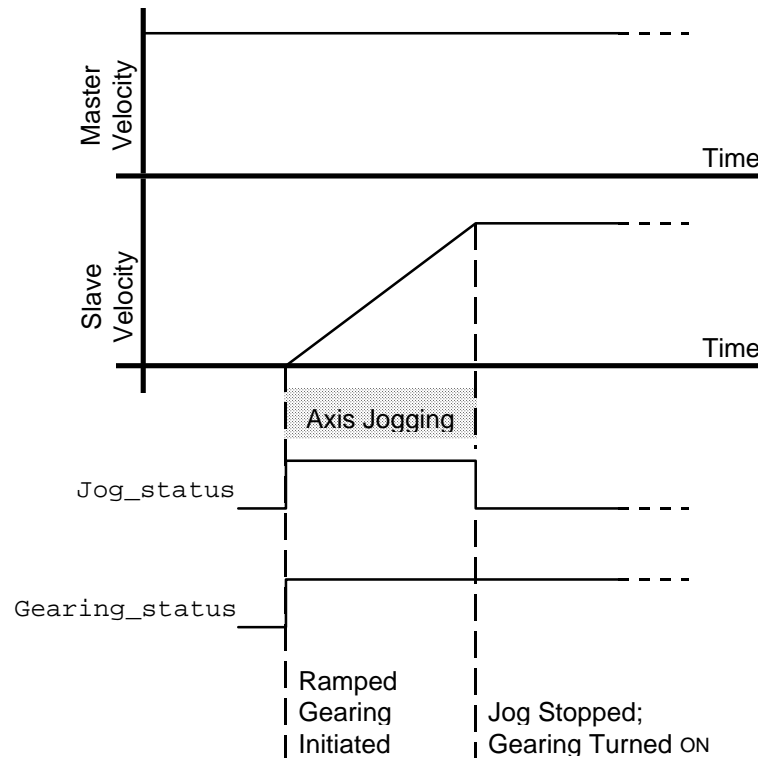 Master
Velocity
Time
Slave
Velocity
Time
Axis Jogging
Jog_status
Gearing_status
Ramped
Gearing
Initiated
Jog Stopped;
Gearing Turned ON